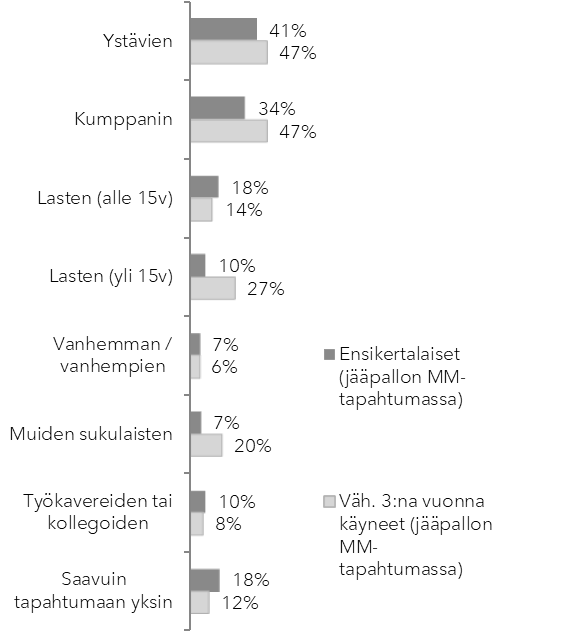 Ystävien
41%
47%
Kumppanin
34%
47%
Lasten (alle 15v)
18%
14%
Lasten (yli 15v)
10%
27%
Vanhemman /
vanhempien
7%
6%
Muiden sukulaisten
7%
20%
Työkavereiden tai
kollegoiden
10%
8%
Saavuin
tapahtumaan yksin
18%
12%
Ensikertalaiset
(jääpallon MM-
tapahtumassa)
Väh. 3:na vuonna
käyneet (jääpallon
MM-
tapahtumassa)